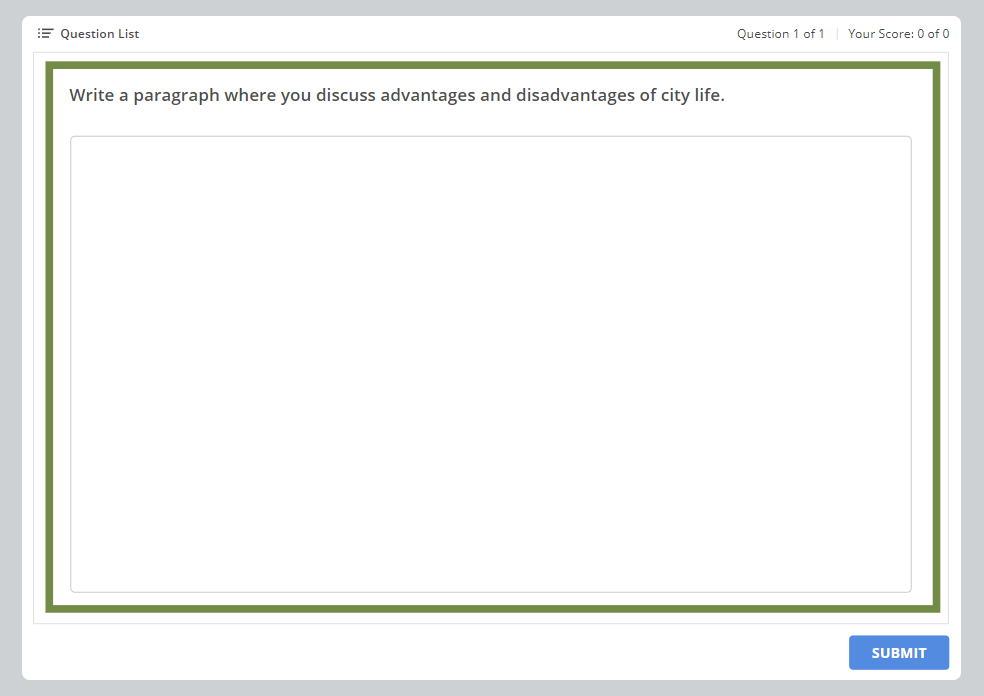 Question List
Question 1 of 1 | Your Score: 0 of 0
Write a paragraph where you discuss advantages and disadvantages of city life.
SUBMIT